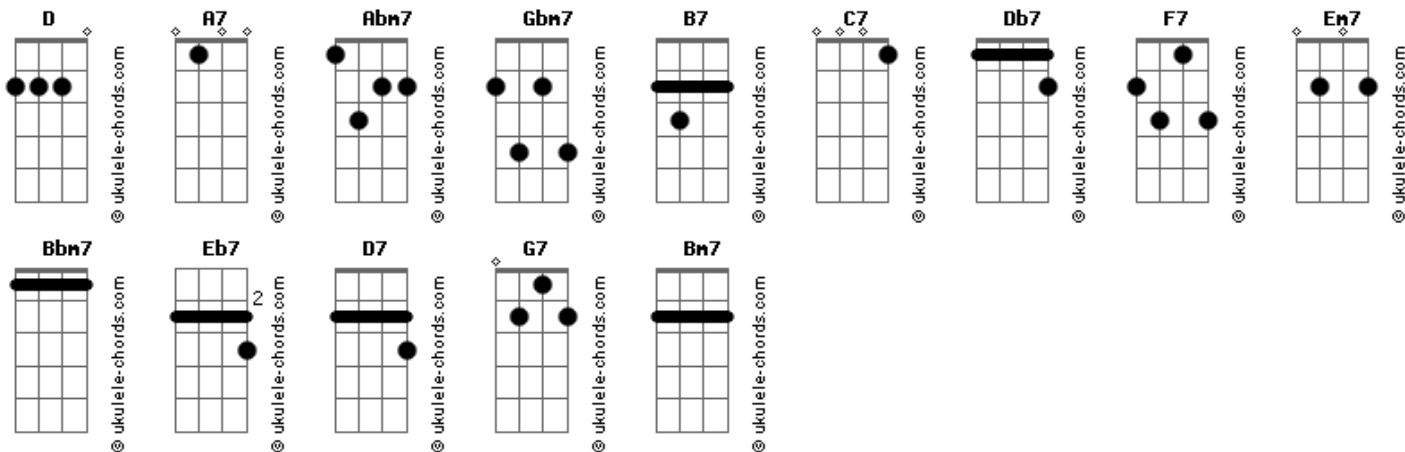 D A7 Abm7 Gbm7 B7 C7 Db7 F7 Em7
© ukulele-chords.com © ukulele-chords.com © ukulele-chords.com © ukulele-chords.com © ukulele-chords.com © ukulele-chords.com © ukulele-chords.com © ukulele-chords.com © ukulele-chords.com
Bbm7 Eb7 D7 G7 Bm7
2
© ukulele-chords.com © ukulele-chords.com © ukulele-chords.com © ukulele-chords.com © ukulele-chords.com